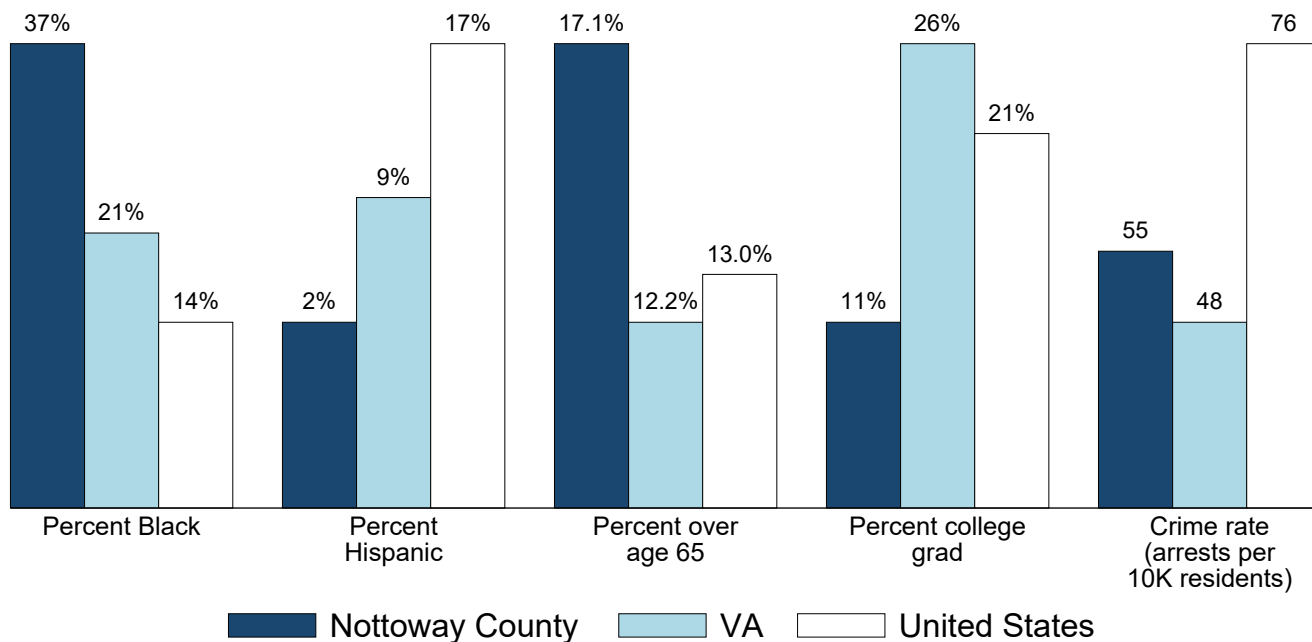 37%
21%
14%
2%
9%
17%
17.1%
12.2%
13.0%
11%
26%
21%
55
48
76
Percent Black
Percent
Hispanic
Percent over
age 65
Percent college
grad
Crime rate
(arrests per
10K residents)
Nottoway County
VA
United States